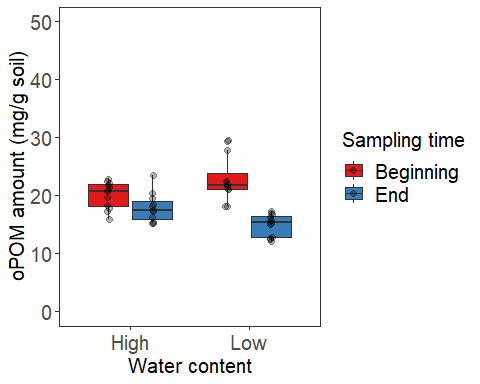 oPOM amount (mg/g soil)
50
40
30
20
10
0
High Low
Water content
Sampling time
Beginning
End